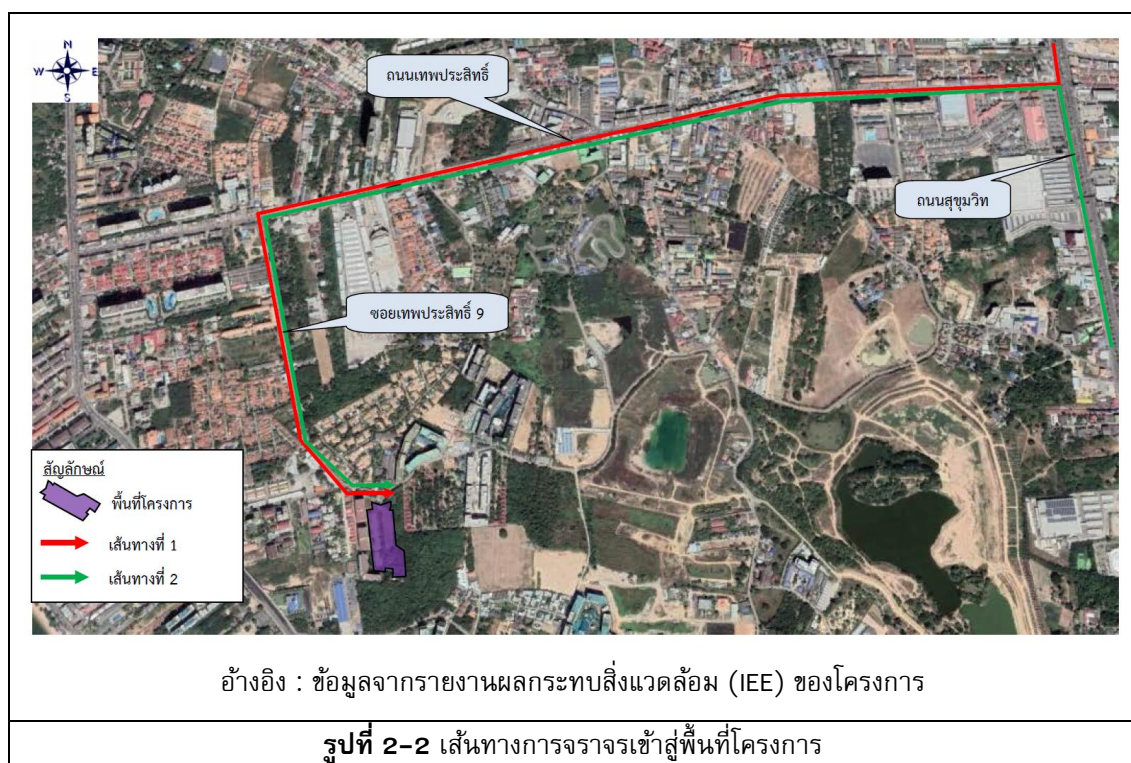 N
W E
S
ถนนเทพประสิทธิ์
ถนนสุขุมวิท
ซอยเทพประสิทธิ์ 9
สัญลักษณ์
พื้นที่โครงการ
เส้นทางที่ 1
เส้นทางที่ 2
อ้างอิง : ข้อมูลจากรายงานผลกระทบสิ่งแวดล้อม (IEE) ของโครงการ
รูปที่ 2-2 เส้นทางการจราจรเข้าสู่พื้นที่โครงการ